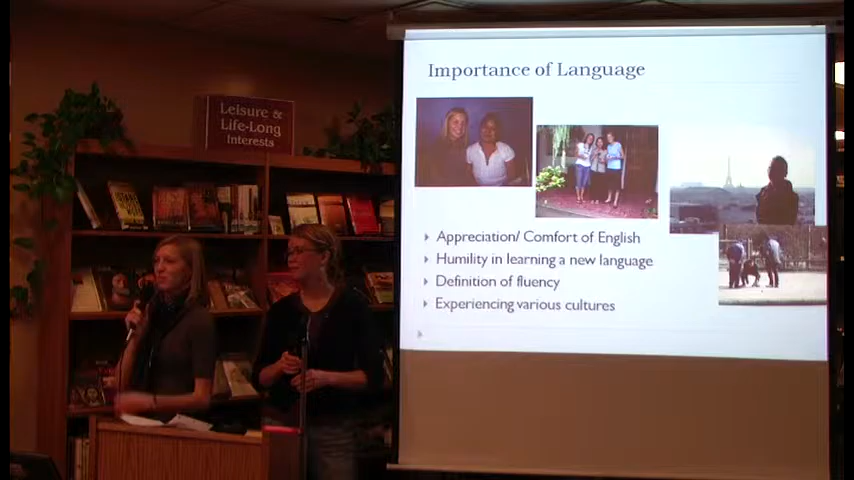 Leisure &
Life-Long
Interests
Importance of Language
Appreciation/ Comfort of English
Humility in learning a new language
Definition of fluency
Experiencing various cultures